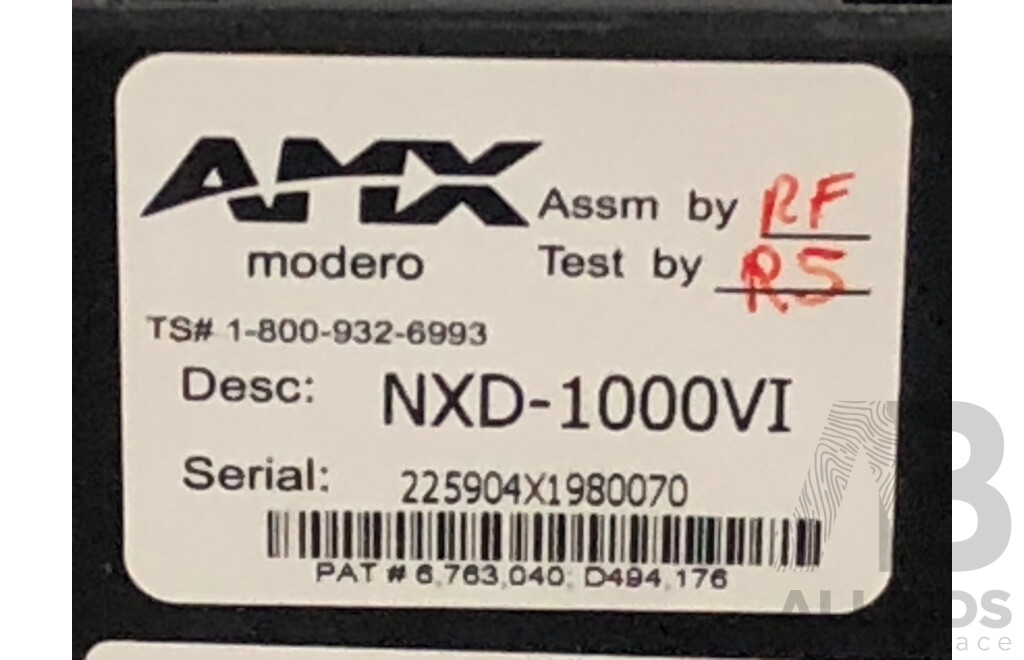 AMX
modero
Assm by RF
Test by RS
TS# 1-800-932-6993
Desc: NXD-1000VI
Serial: 225904X1980070
PAT # 6,763,040; D494,176